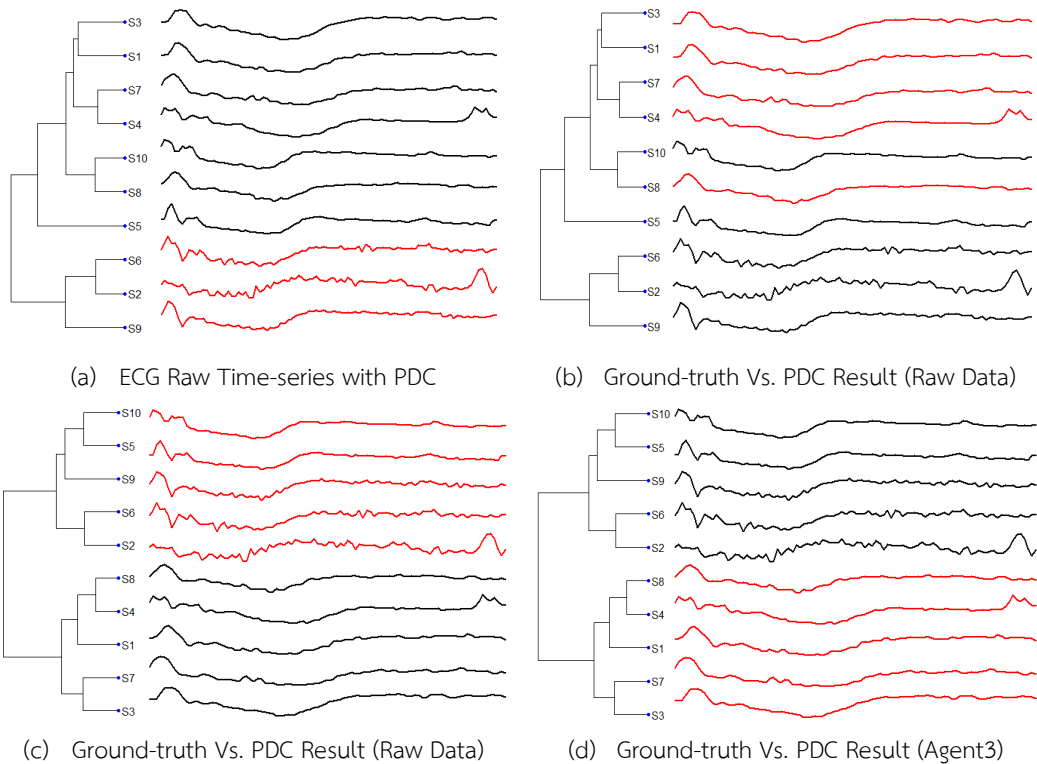 S3
S1
S7
S4
S10
S8
S5
S6
S2
S9
(a) ECG Raw Time-series with PDC
S3
S1
S7
S4
S10
S8
S5
S6
S2
S9
(b) Ground-truth Vs. PDC Result (Raw Data)
S10
S5
S9
S6
S2
S8
S4
S1
S7
S3
(c) Ground-truth Vs. PDC Result (Raw Data)
S10
S5
S9
S6
S2
S8
S4
S1
S7
S3
(d) Ground-truth Vs. PDC Result (Agent3)